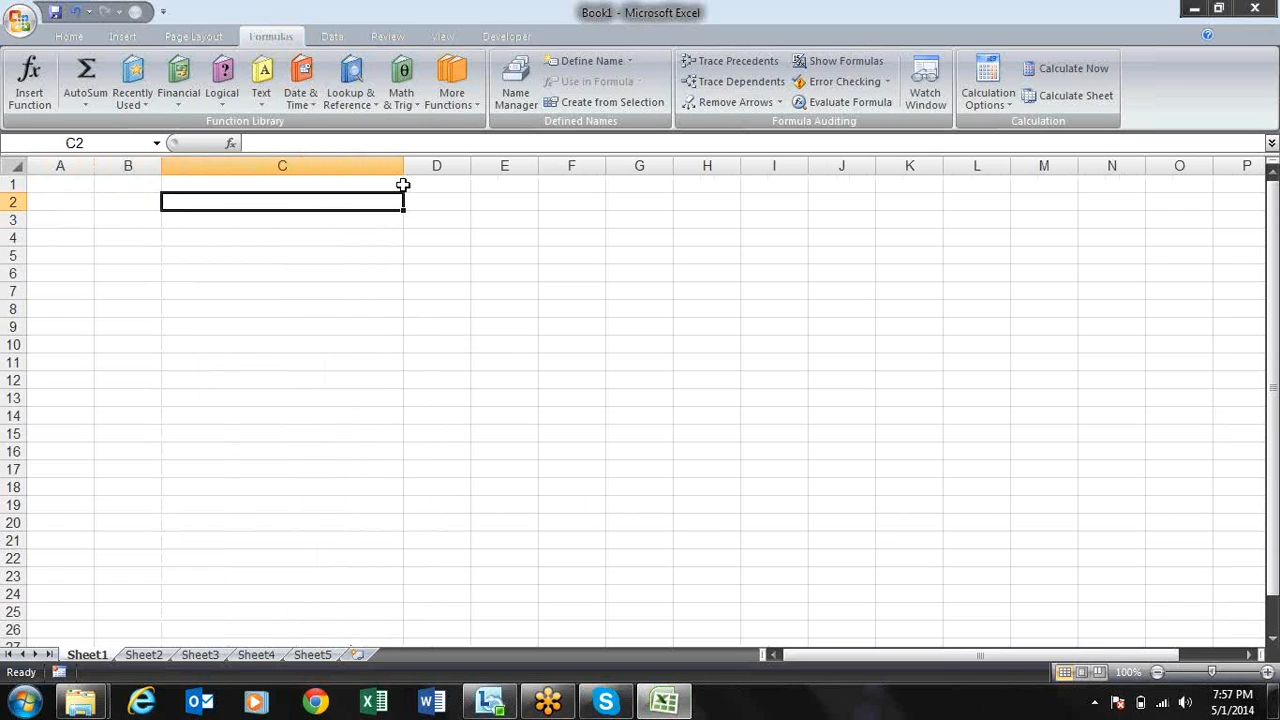 Book1 - Microsoft Excel
Home Insert Page Layout Formulas Data Review View Developer
Insert Function
AutoSum
Recently Used
Financial
Logical
Text
Date & Time
Lookup & Reference
Math & Trig
More Functions
Function Library
Name Manager
Define Name
Use in Formula
Create from Selection
Defined Names
Trace Precedents
Trace Dependents
Remove Arrows
Show Formulas
Error Checking
Evaluate Formula
Watch Window
Formula Auditing
Calculation Options
Calculate Now
Calculate Sheet
Calculation
C2 fx
A B C D E F G H I J K L M N O P
1
2
3
4
5
6
7
8
9
10
11
12
13
14
15
16
17
18
19
20
21
22
23
24
25
26
27
Sheet1 Sheet2 Sheet3 Sheet4 Sheet5
Ready 100%
7:57 PM
5/1/2014